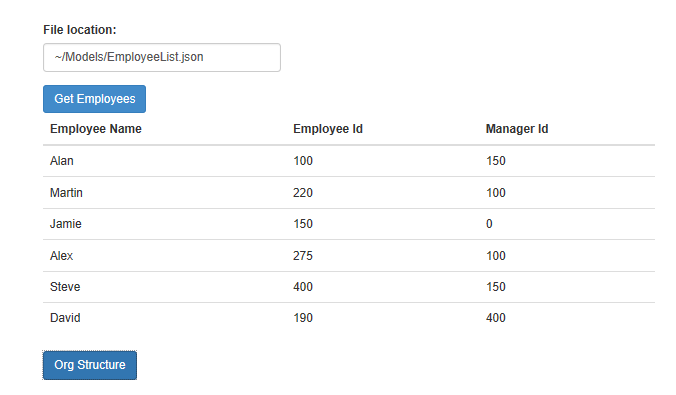 File location:
~/Models/EmployeeList.json
Get Employees
Employee Name Employee Id Manager Id
Alan 100 150
Martin 220 100
Jamie 150 0
Alex 275 100
Steve 400 150
David 190 400
Org Structure